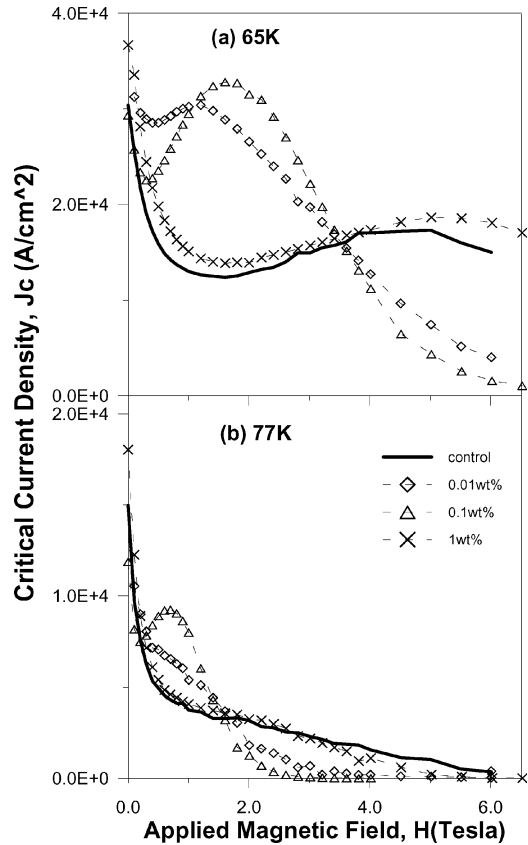 4.0E+4
(a) 65K
2.0E+4
0.0E+0
2.0E+4
(b) 77K
control
0.01wt%
0.1wt%
1wt%
1.0E+4
0.0E+0
0.0 2.0 4.0 6.0
Applied Magnetic Field, H(Tesla)
Critical Current Density, Jc (A/cm^2)